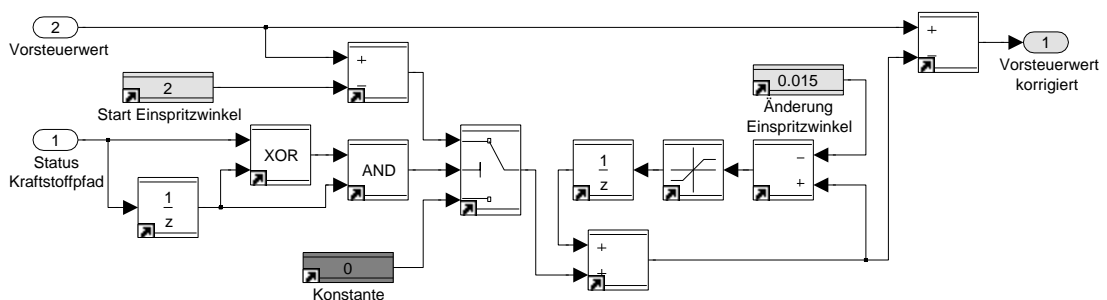 2
Vorsteuerwert
+
−
1
Vorsteuerwert
korrigiert
+
−
2
Start Einspritzwinkel
0.015
Änderung
Einspritzwinkel
1
Status
Kraftstoffpfad
XOR
AND
1
z
1
z
−
+
+
+
0
Konstante